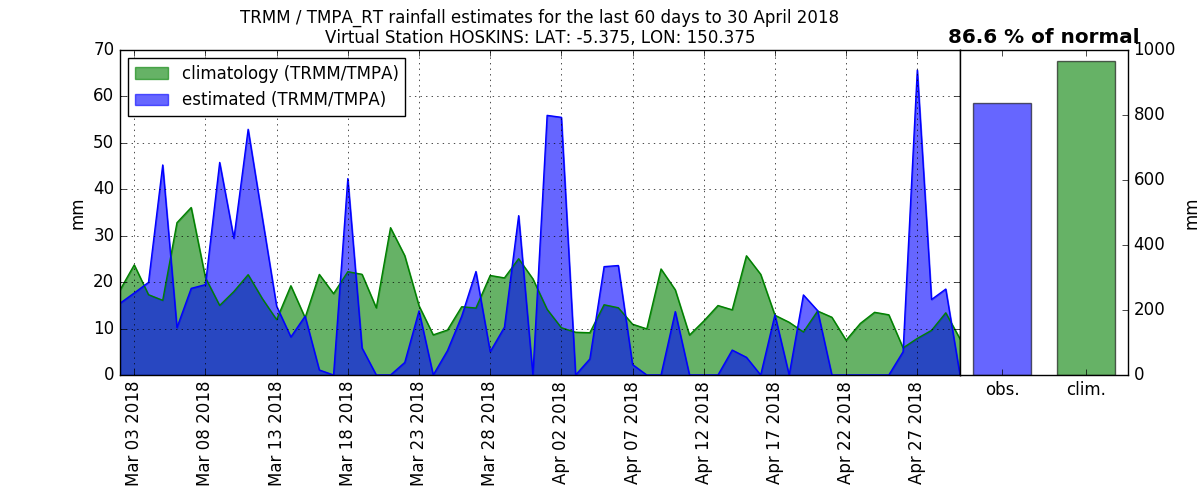 TRMM / TMPA_RT rainfall estimates for the last 60 days to 30 April 2018
Virtual Station HOSKINS: LAT: -5.375, LON: 150.375
86.6 % of normal
climatology (TRMM/TMPA)
estimated (TRMM/TMPA)
70
60
50
40
30
20
10
0
mm
Mar 03 2018
Mar 08 2018
Mar 13 2018
Mar 18 2018
Mar 23 2018
Mar 28 2018
Apr 02 2018
Apr 07 2018
Apr 12 2018
Apr 17 2018
Apr 22 2018
Apr 27 2018
obs.
clim.
1000
800
600
400
200
0
mm